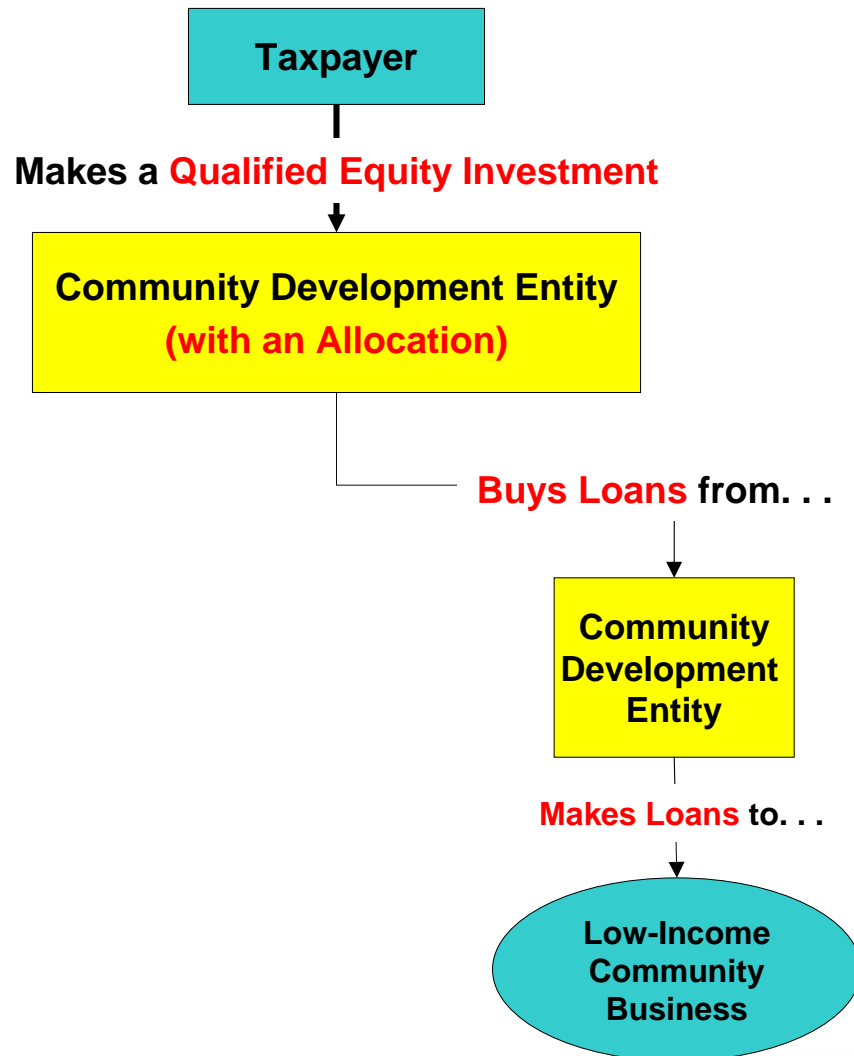 Taxpayer
Makes a Qualified Equity Investment
Community Development Entity
(with an Allocation)
Buys Loans from. . .
Community
Development
Entity
Makes Loans to. . .
Low-Income
Community
Business